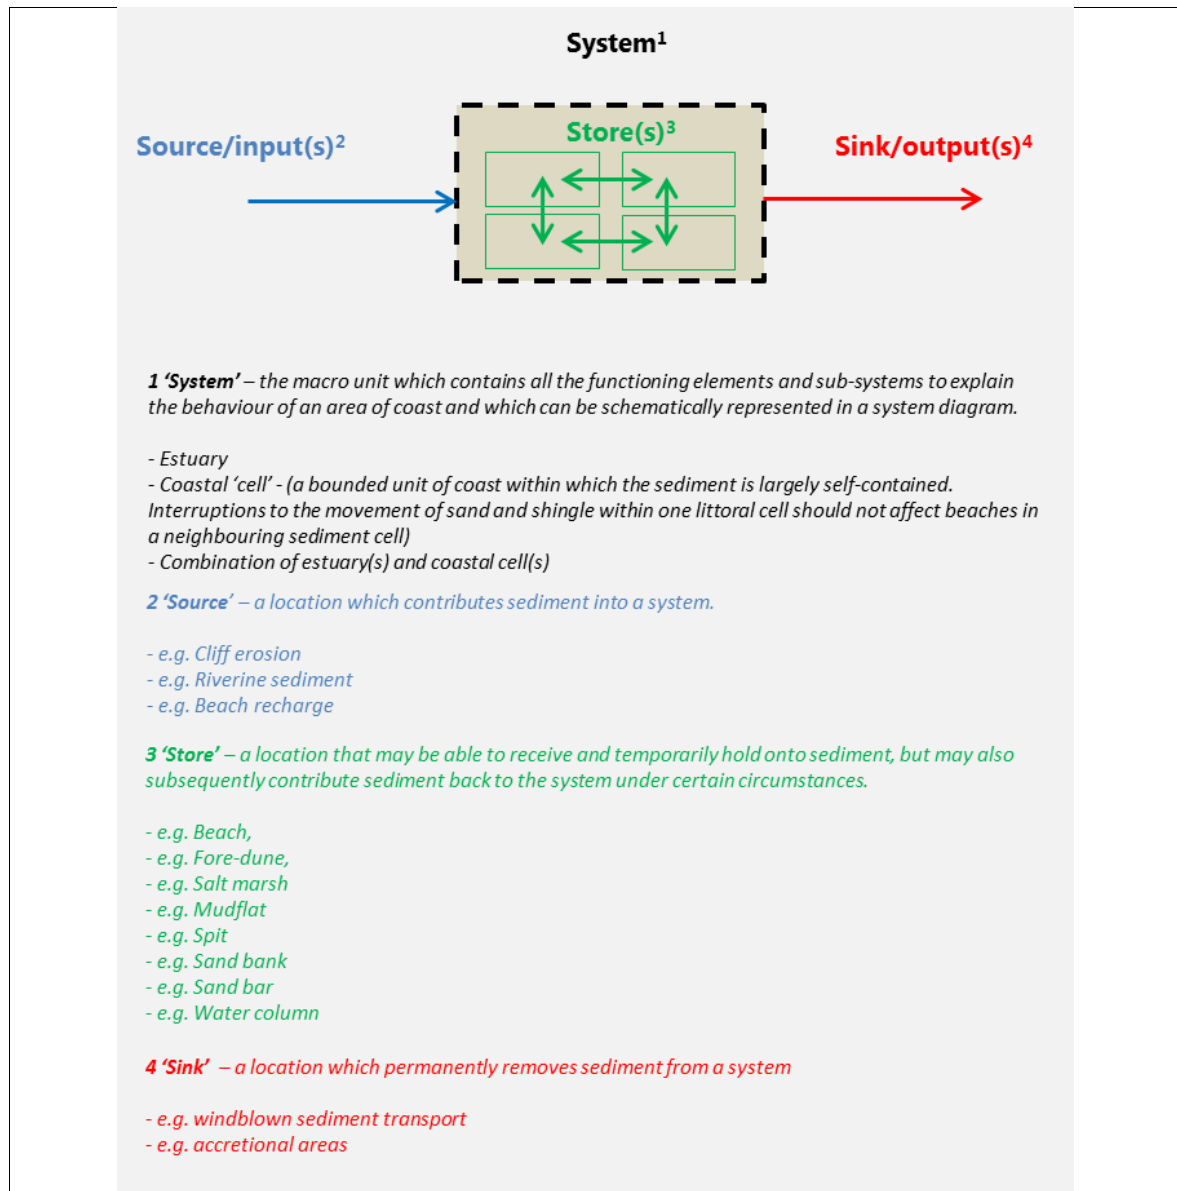 System¹
Store(s)³
Source/input(s)²
Sink/output(s)⁴
1 ‘System’ – the macro unit which contains all the functioning elements and sub-systems to explain
the behaviour of an area of coast and which can be schematically represented in a system diagram.
- Estuary
- Coastal ‘cell’ - (a bounded unit of coast within which the sediment is largely self-contained.
Interruptions to the movement of sand and shingle within one littoral cell should not affect beaches in
a neighbouring sediment cell)
- Combination of estuary(s) and coastal cell(s)
2 ‘Source’ – a location which contributes sediment into a system.
- e.g. Cliff erosion
- e.g. Riverine sediment
- e.g. Beach recharge
3 ‘Store’ – a location that may be able to receive and temporarily hold onto sediment, but may also
subsequently contribute sediment back to the system under certain circumstances.
- e.g. Beach,
- e.g. Fore-dune,
- e.g. Salt marsh
- e.g. Mudflat
- e.g. Spit
- e.g. Sand bank
- e.g. Sand bar
- e.g. Water column
4 ‘Sink’ – a location which permanently removes sediment from a system
- e.g. windblown sediment transport
- e.g. accretional areas